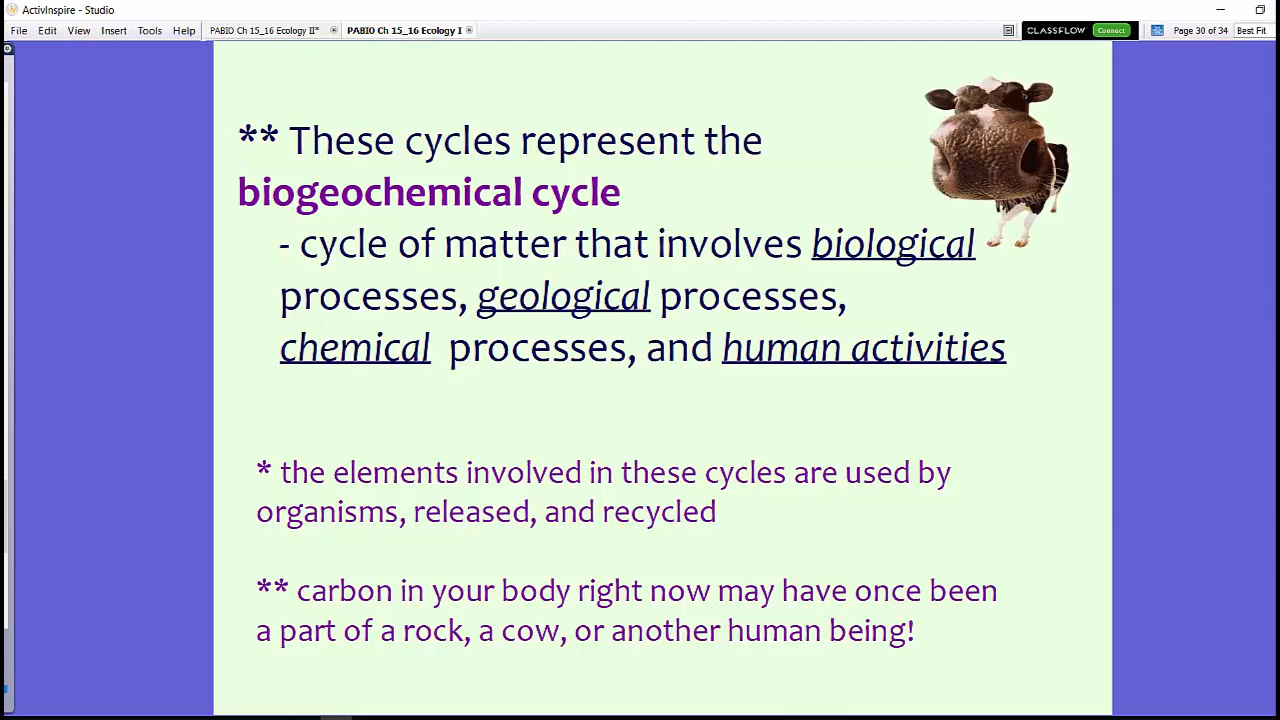 ActivInspire - Studio
File Edit View Insert Tools Help PABIO Ch 15_16 Ecology II* PABIO Ch 15_16 Ecology I CLASSFLOW Connect Page 30 of 34 Best Fit
** These cycles represent the
biogeochemical cycle
- cycle of matter that involves biological
processes, geological processes,
chemical processes, and human activities
* the elements involved in these cycles are used by
organisms, released, and recycled
** carbon in your body right now may have once been
a part of a rock, a cow, or another human being!